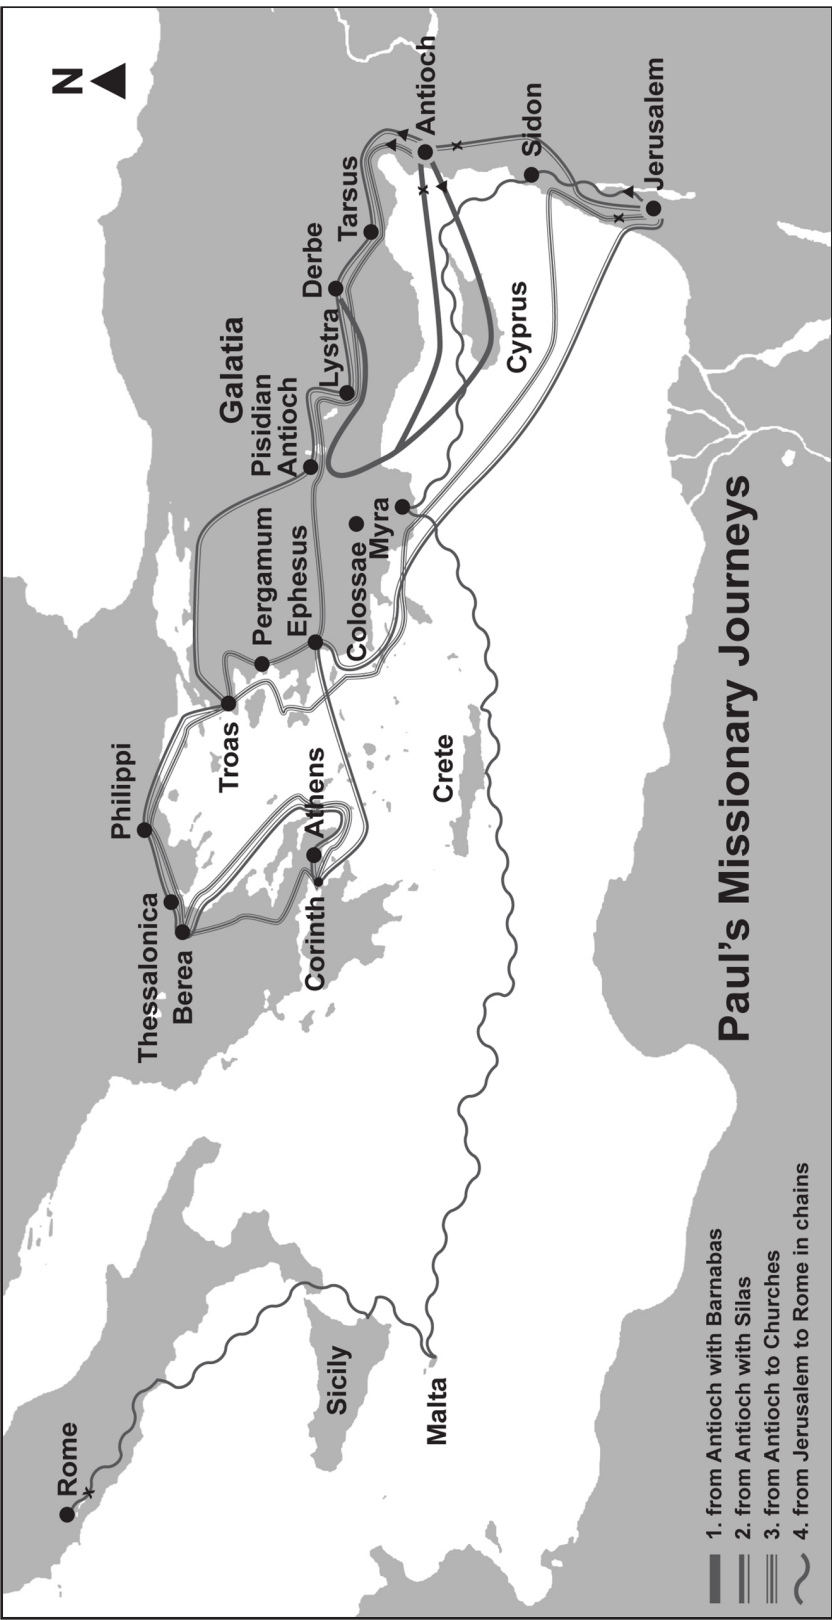 N
Rome
Sicily
Malta
Thessalonica
Berea
Philippi
Corinth
Athens
Troas
Crete
Pergamum
Ephesus
Colossae
Myra
Galatia
Pisidian
Antioch
Lystra
Derbe
Tarsus
Antioch
Cyprus
Sidon
Jerusalem
Paul's Missionary Journeys
1. from Antioch with Barnabas
2. from Antioch with Silas
3. from Antioch to Churches
4. from Jerusalem to Rome in chains